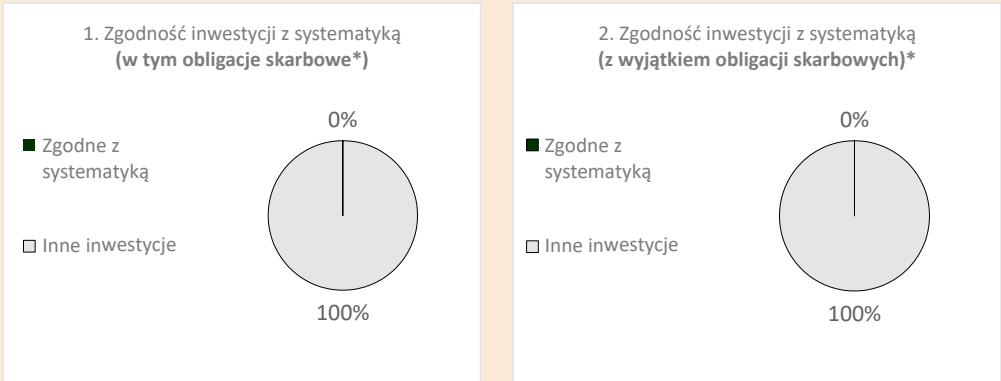 1. Zgodność inwestycji z systematyką
(w tym obligacje skarbowe*)
0%
Zgodne z
systematyką
Inne inwestycje
100%
2. Zgodność inwestycji z systematyką
(z wyjątkiem obligacji skarbowych)*
0%
Zgodne z
systematyką
Inne inwestycje
100%